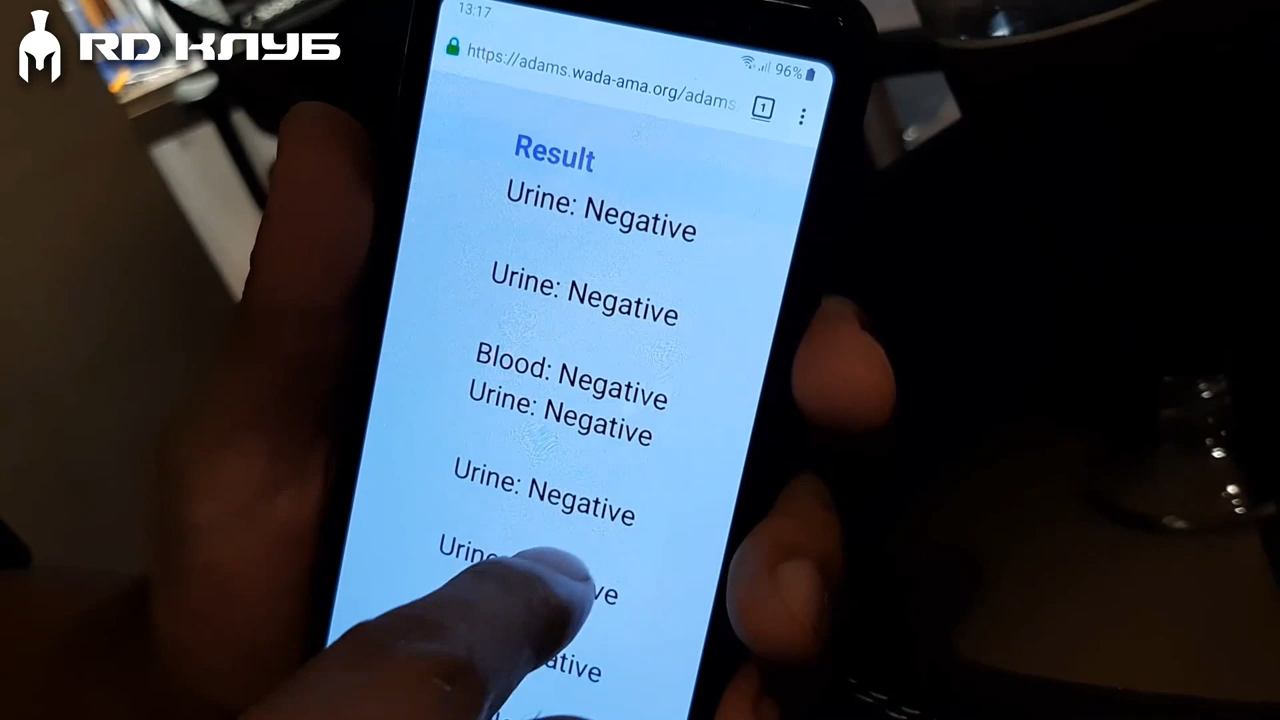 RD КЛУБ
13:17
96%
https://adams.wada-ama.org/adams
1
Result
Urine: Negative
Urine: Negative
Blood: Negative
Urine: Negative
Urine: Negative